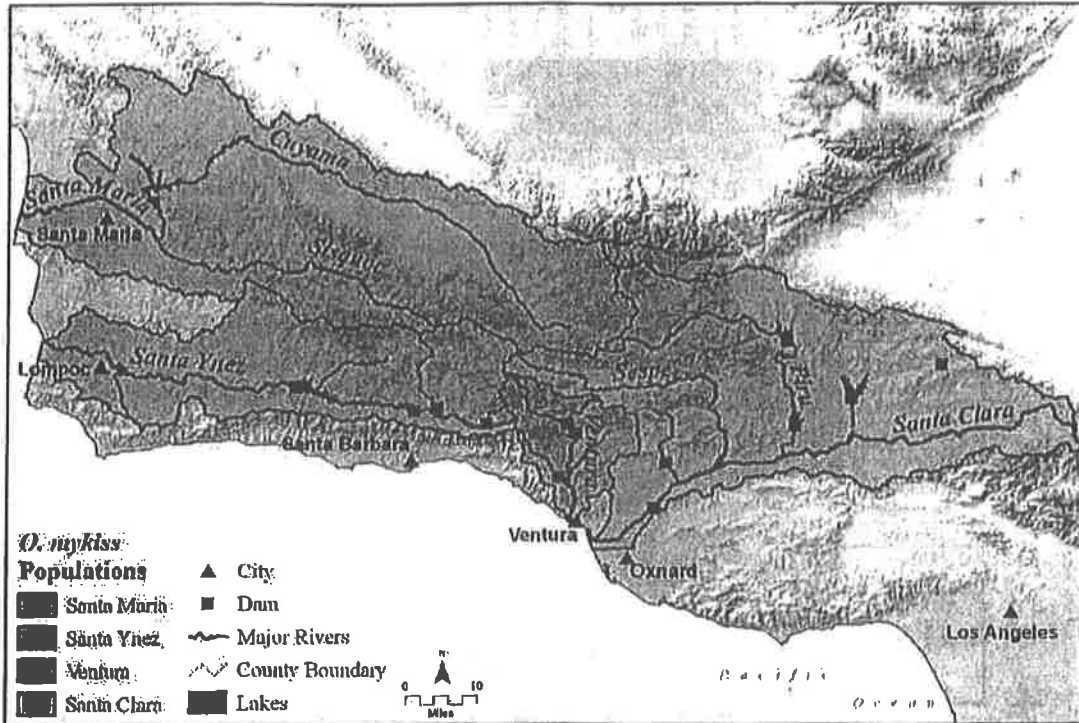 Cuyama
Santa Maria
Santa Maria
Sisquoc
Lompoc
Santa Ynez
Sespe
Piru
Santa Clara
Santa Barbara
Ventura
Oxnard
Los Angeles
O. mykiss
Populations
Santa Maria
Santa Ynez
Ventura
Santa Clara
City
Dam
Major Rivers
County Boundary
Lakes
N
0 10
Miles
Pacific
Ocean